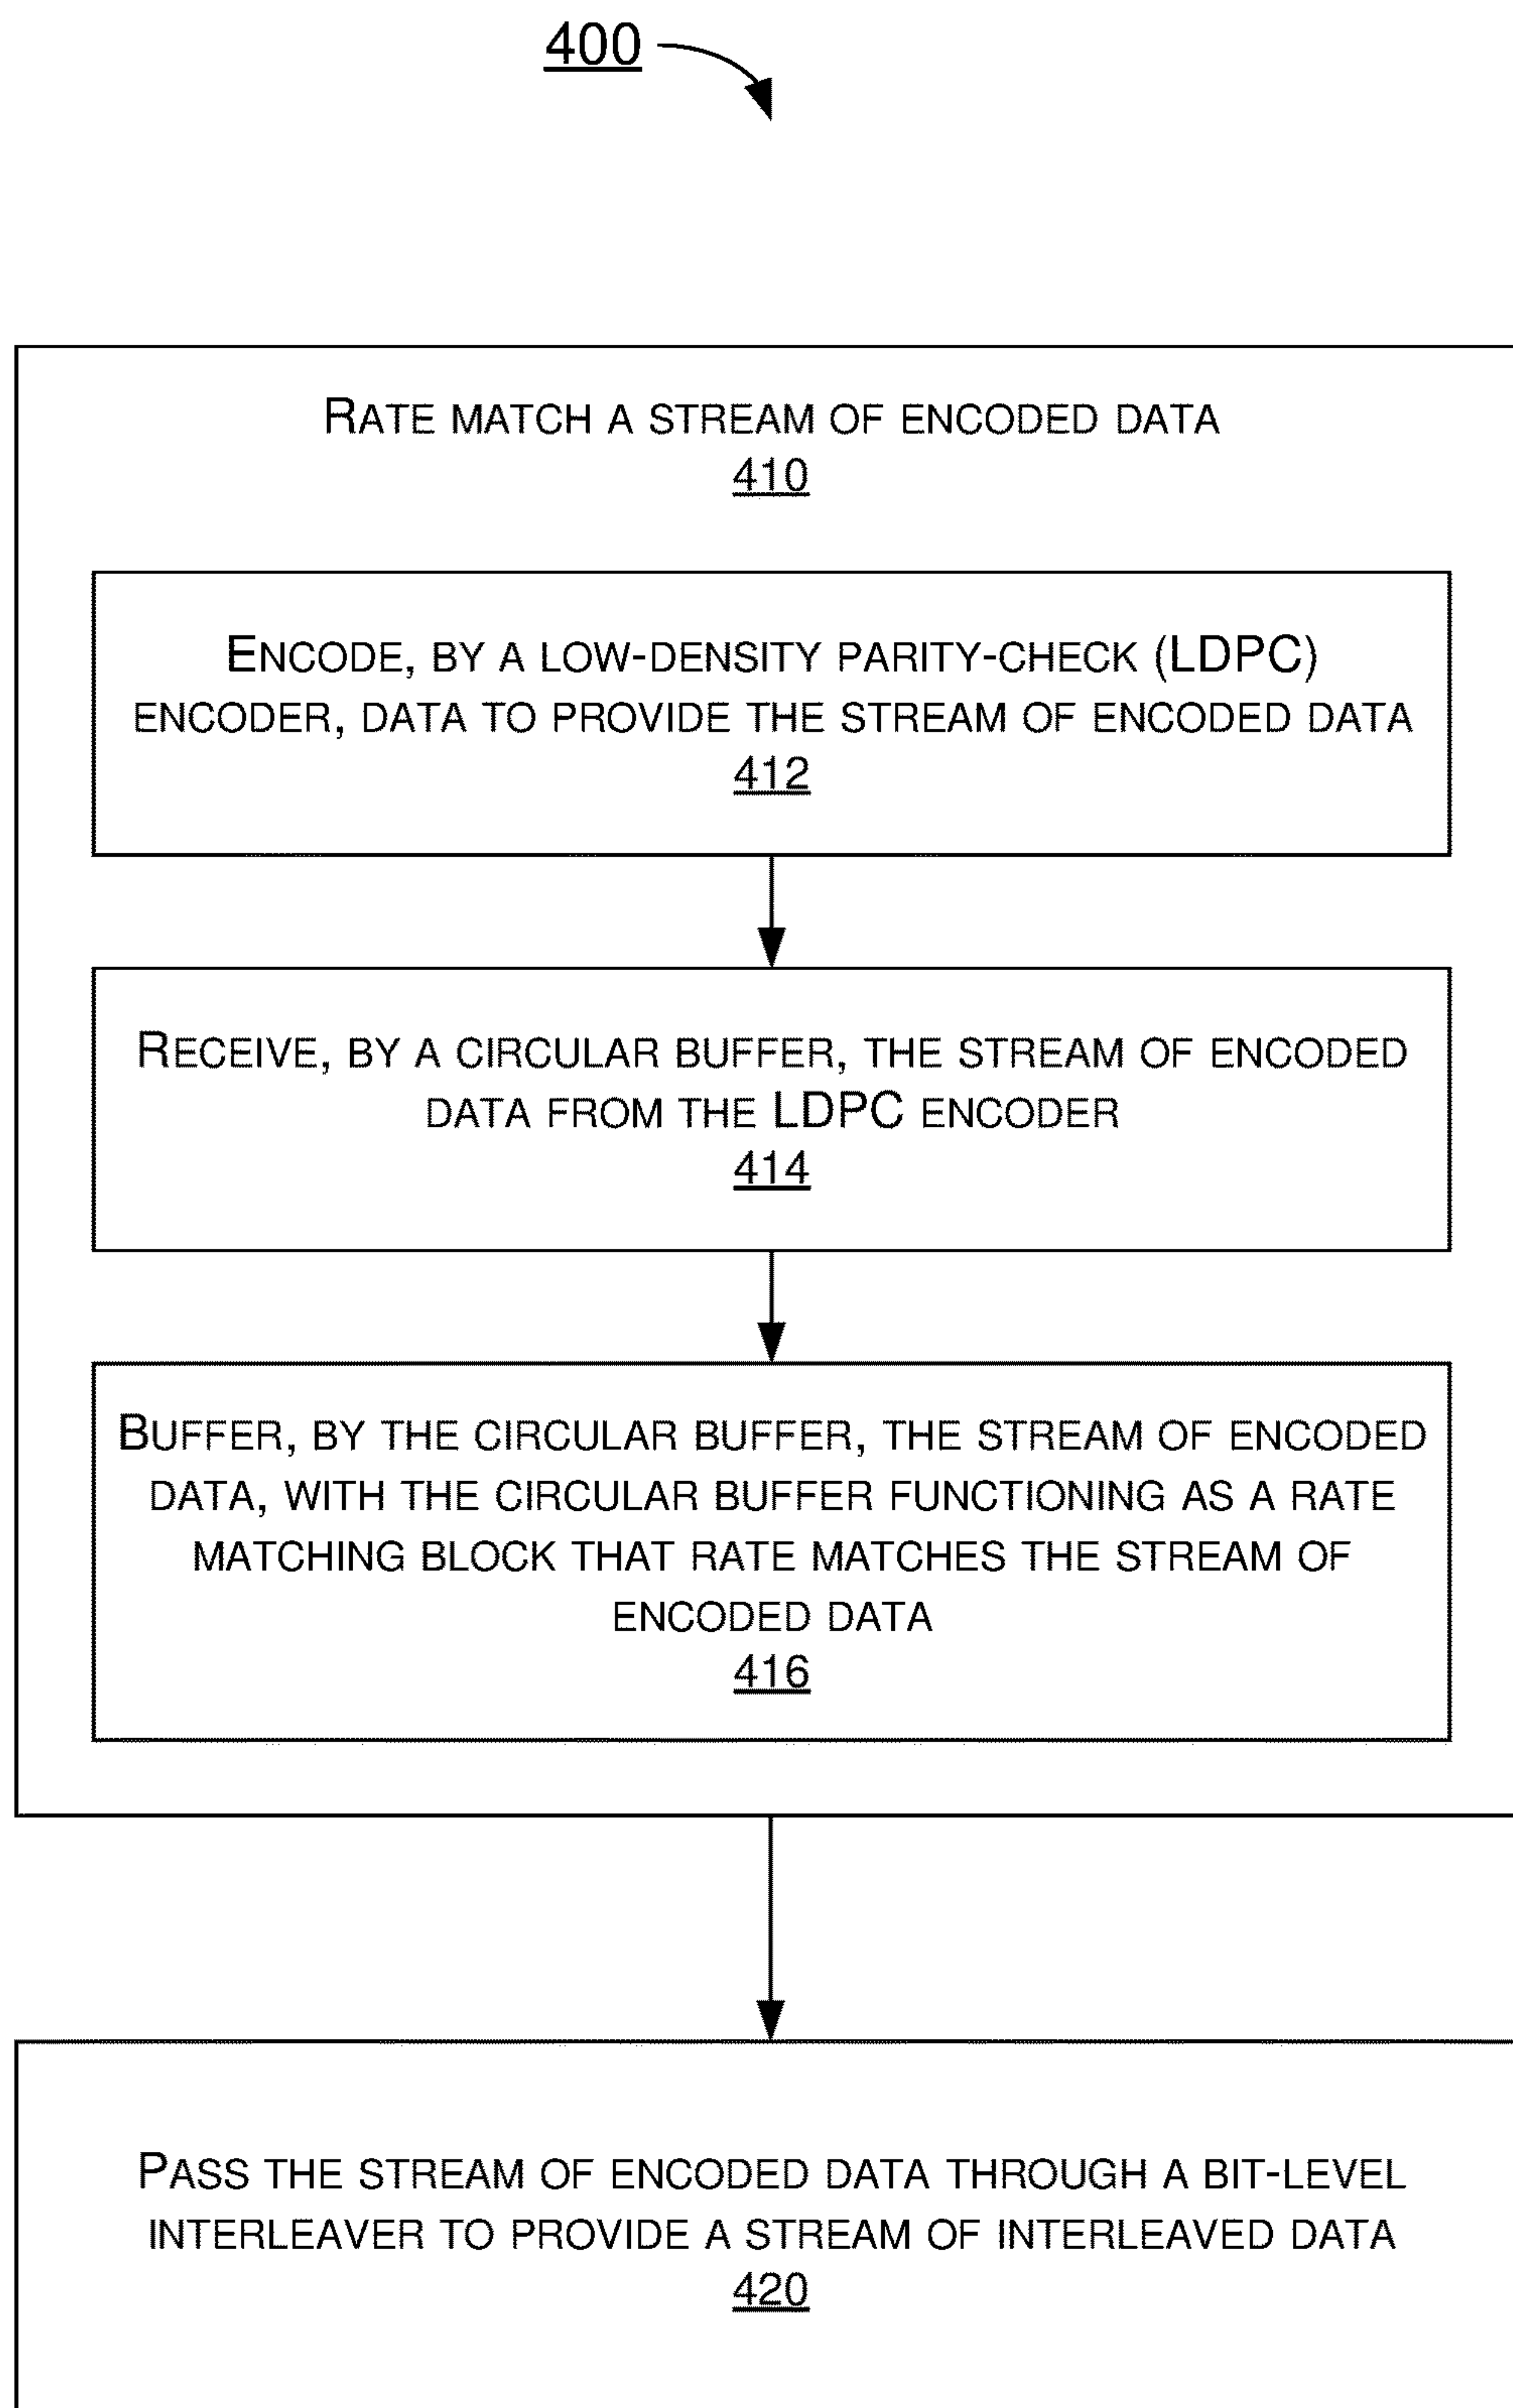 400
RATE MATCH A STREAM OF ENCODED DATA
410
ENCODE, BY A LOW-DENSITY PARITY-CHECK (LDPC)
ENCODER, DATA TO PROVIDE THE STREAM OF ENCODED DATA
412
RECEIVE, BY A CIRCULAR BUFFER, THE STREAM OF ENCODED
DATA FROM THE LDPC ENCODER
414
BUFFER, BY THE CIRCULAR BUFFER, THE STREAM OF ENCODED
DATA, WITH THE CIRCULAR BUFFER FUNCTIONING AS A RATE
MATCHING BLOCK THAT RATE MATCHES THE STREAM OF
ENCODED DATA
416
PASS THE STREAM OF ENCODED DATA THROUGH A BIT-LEVEL
INTERLEAVER TO PROVIDE A STREAM OF INTERLEAVED DATA
420